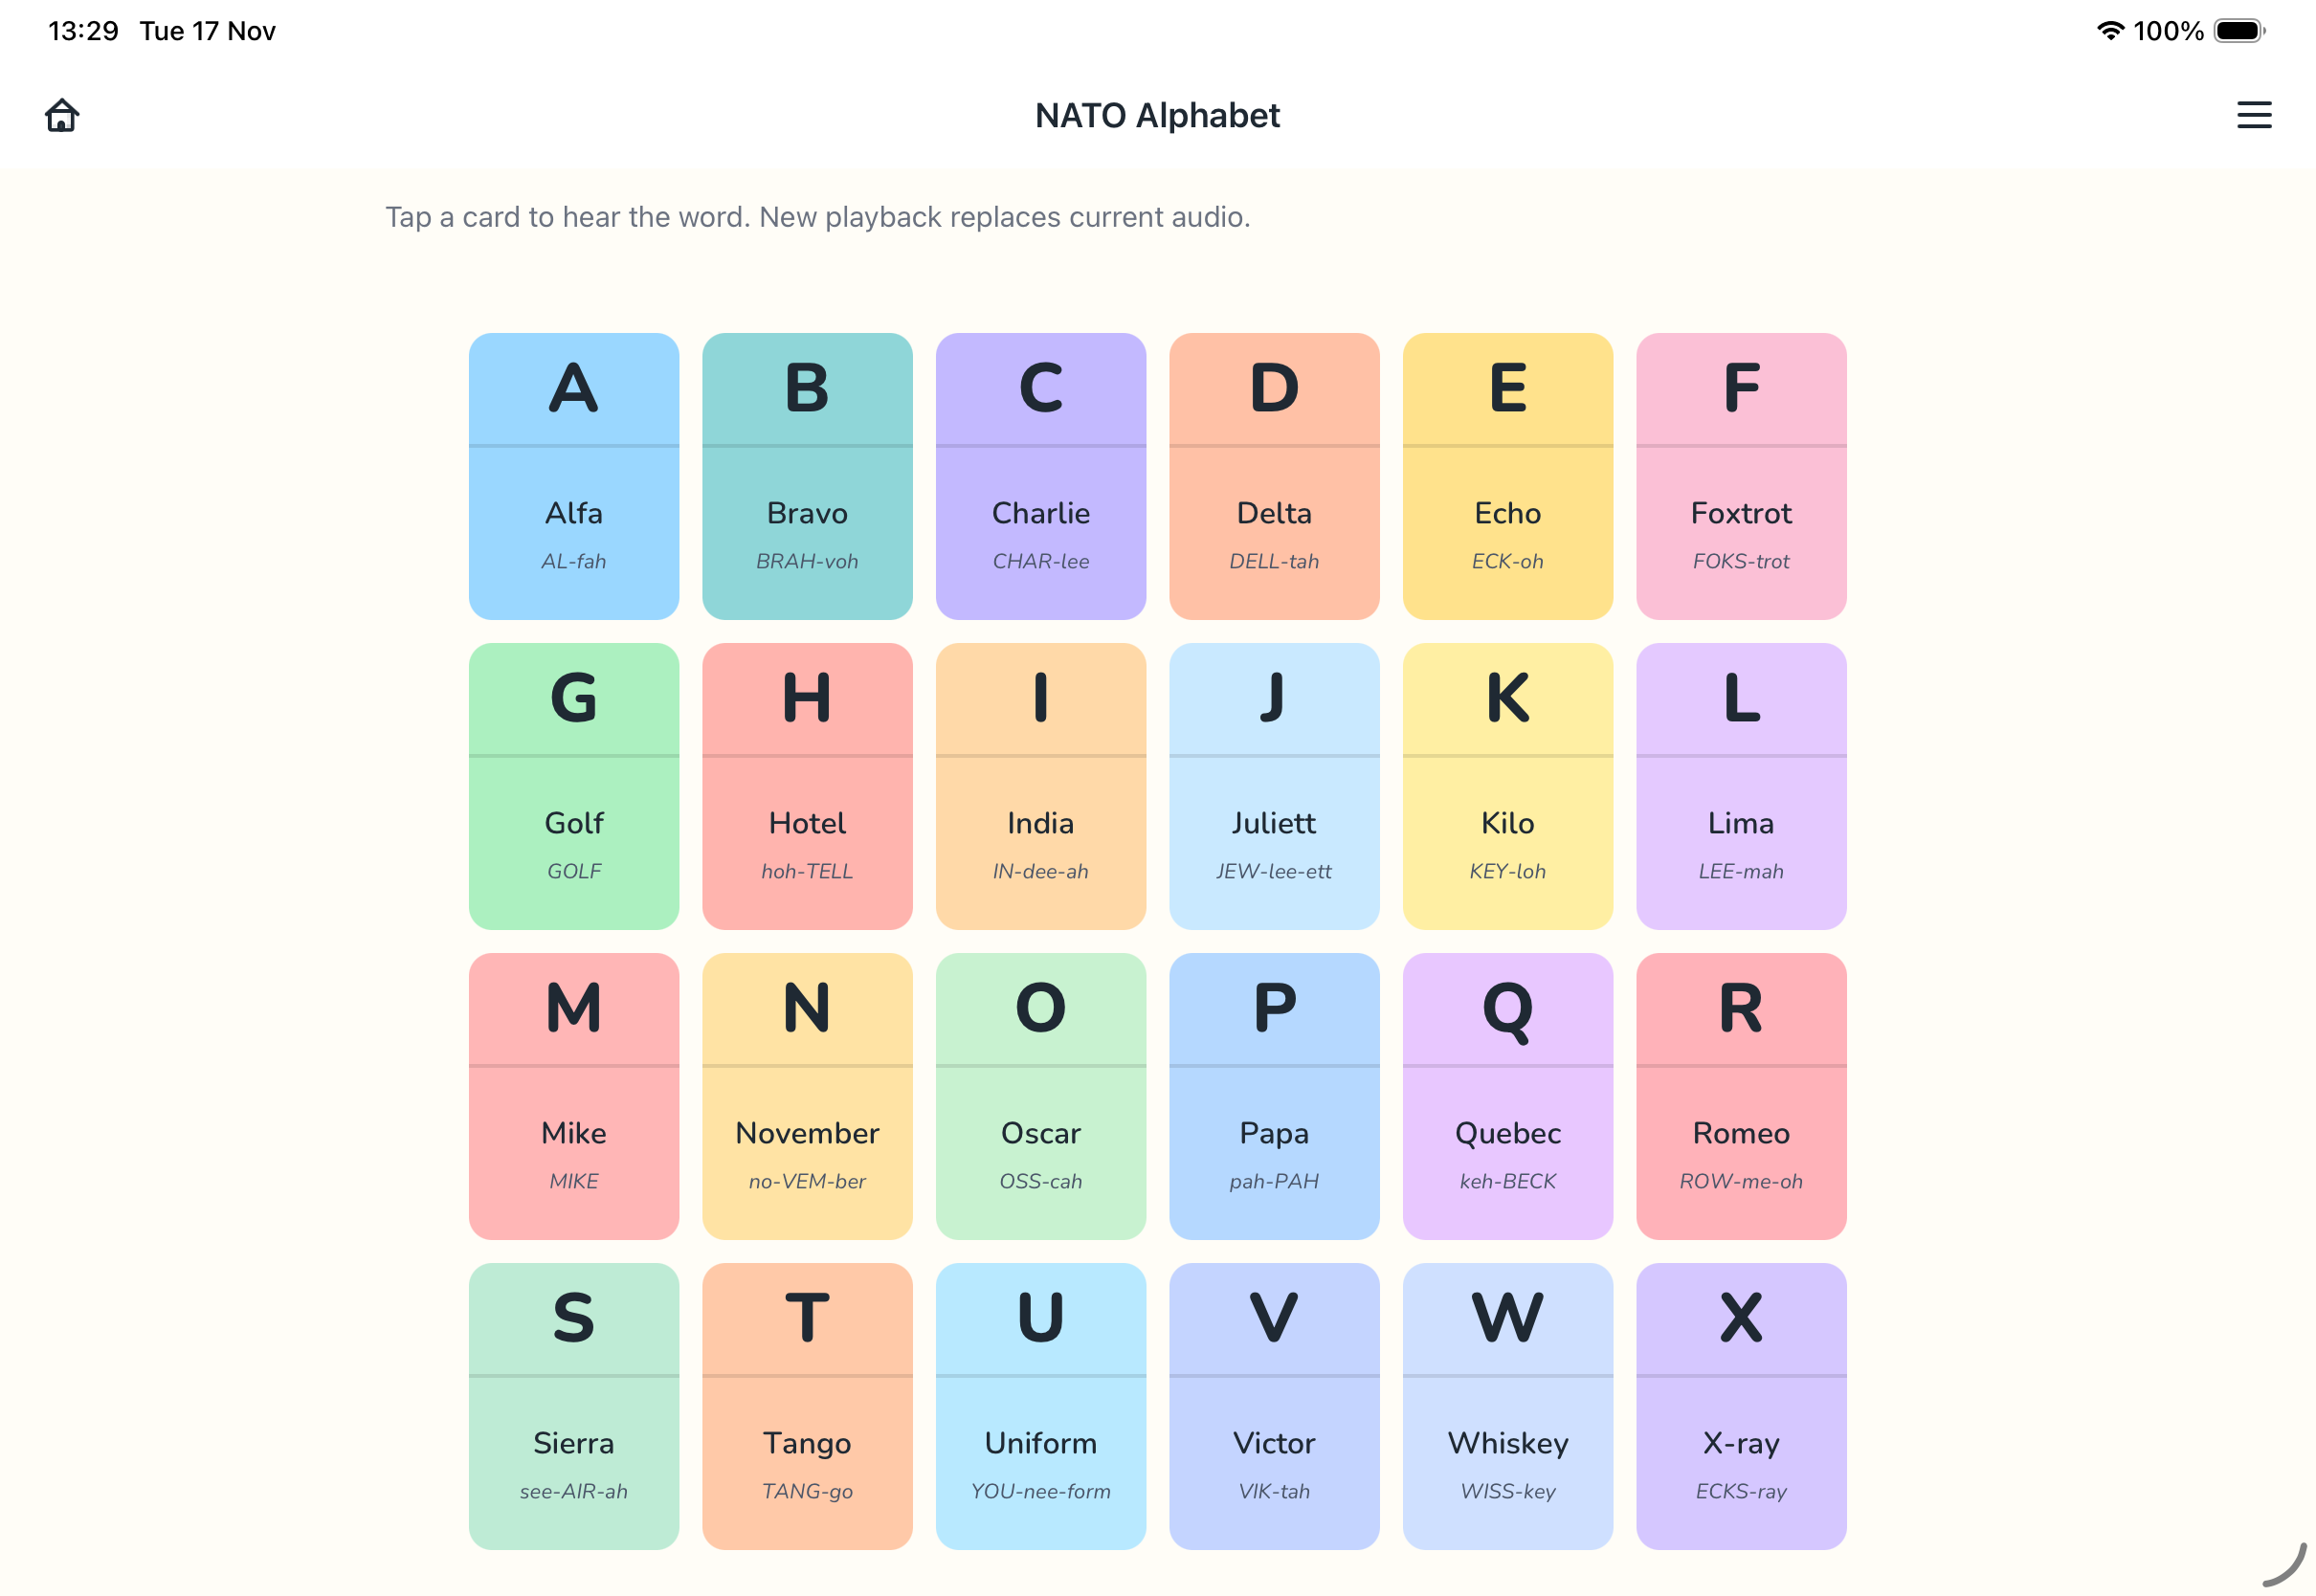 13:29 Tue 17 Nov
100%
NATO Alphabet
Tap a card to hear the word. New playback replaces current audio.
A B C D E F
Alfa Bravo Charlie Delta Echo Foxtrot
AL-fah BRAH-voh CHAR-lee DELL-tah ECK-oh FOKS-trot
G H I J K L
Golf Hotel India Juliett Kilo Lima
GOLF hoh-TELL IN-dee-ah JEW-lee-ett KEY-loh LEE-mah
M N O P Q R
Mike November Oscar Papa Quebec Romeo
MIKE no-VEM-ber OSS-cah pah-PAH keh-BECK ROW-me-oh
S T U V W X
Sierra Tango Uniform Victor Whiskey X-ray
see-AIR-ah TANG-go YOU-nee-form VIK-tah WISS-key ECKS-ray